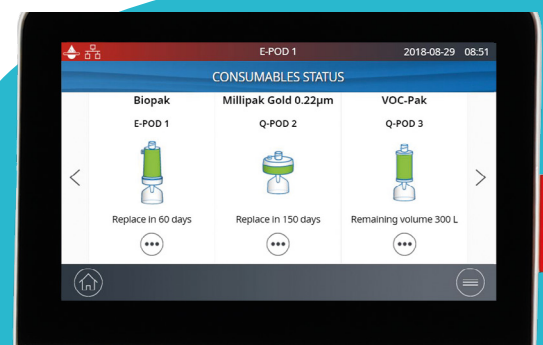 E-POD 1 2018-08-29 08:51
CONSUMABLES STATUS
Biopak Millipak Gold 0.22µm VOC-Pak
E-POD 1 Q-POD 2 Q-POD 3
Replace in 60 days Replace in 150 days Remaining volume 300 L